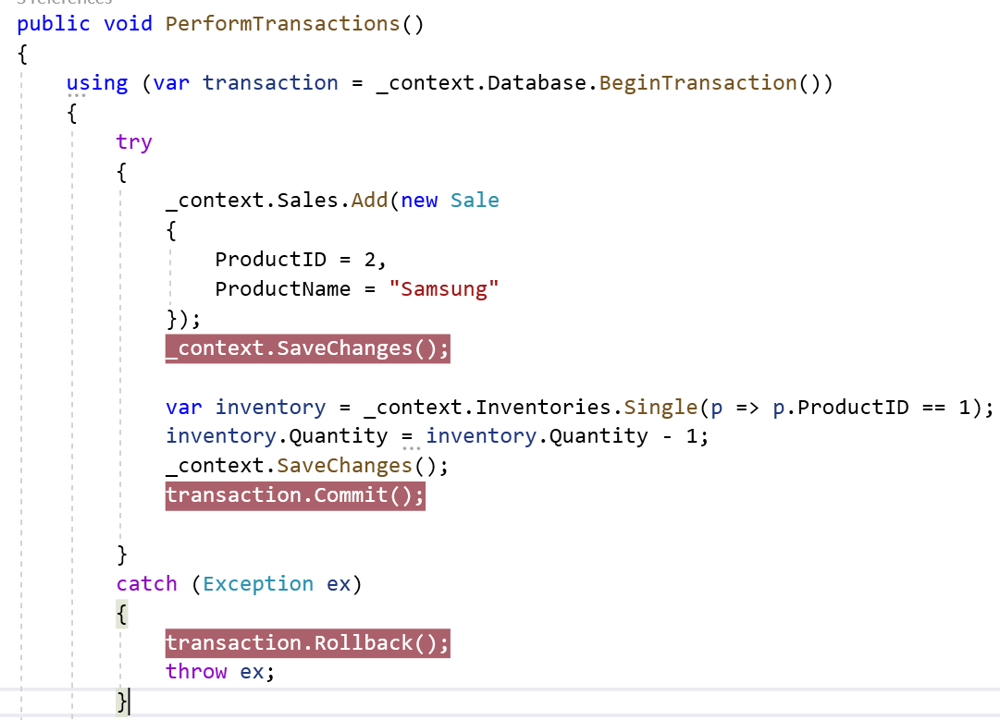 3 references
public void PerformTransactions()
{
using (var transaction = _context.Database.BeginTransaction())
{
try
{
_context.Sales.Add(new Sale
{
ProductID = 2,
ProductName = "Samsung"
});
_context.SaveChanges();
var inventory = _context.Inventories.Single(p => p.ProductID == 1);
inventory.Quantity = inventory.Quantity - 1;
_context.SaveChanges();
transaction.Commit();
}
catch (Exception ex)
{
transaction.Rollback();
throw ex;
}